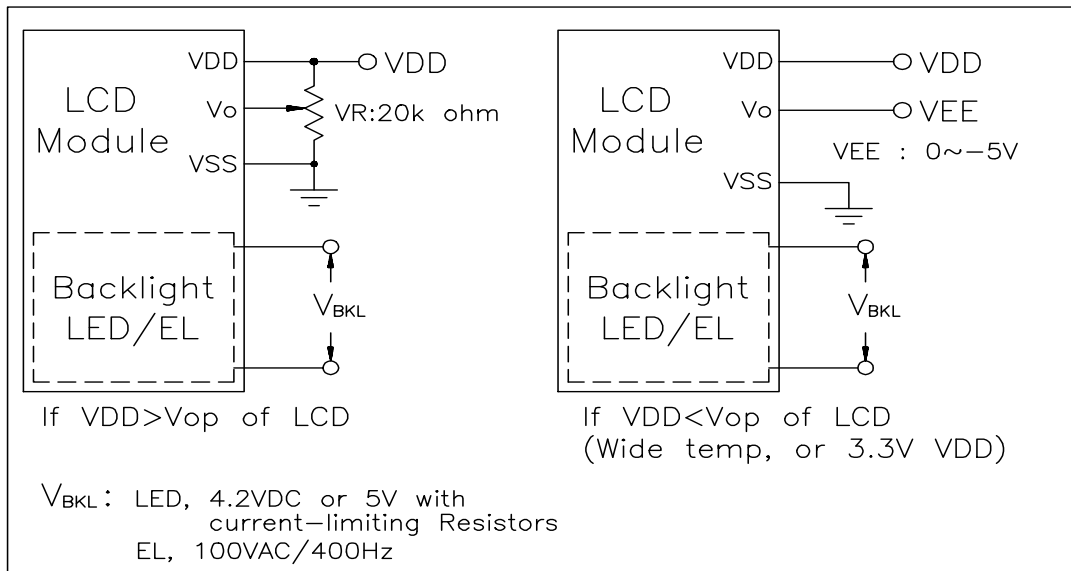 VDD
VDD
LCD
Module
Vo
VR:20k ohm
VSS
Backlight
LED/EL
VBKL
If VDD>Vop of LCD
VDD
VDD
LCD
Module
Vo
VEE
VEE : 0~-5V
VSS
Backlight
LED/EL
VBKL
If VDD<Vop of LCD
(Wide temp, or 3.3V VDD)
VBKL: LED, 4.2VDC or 5V with
current-limiting Resistors
EL, 100VAC/400Hz